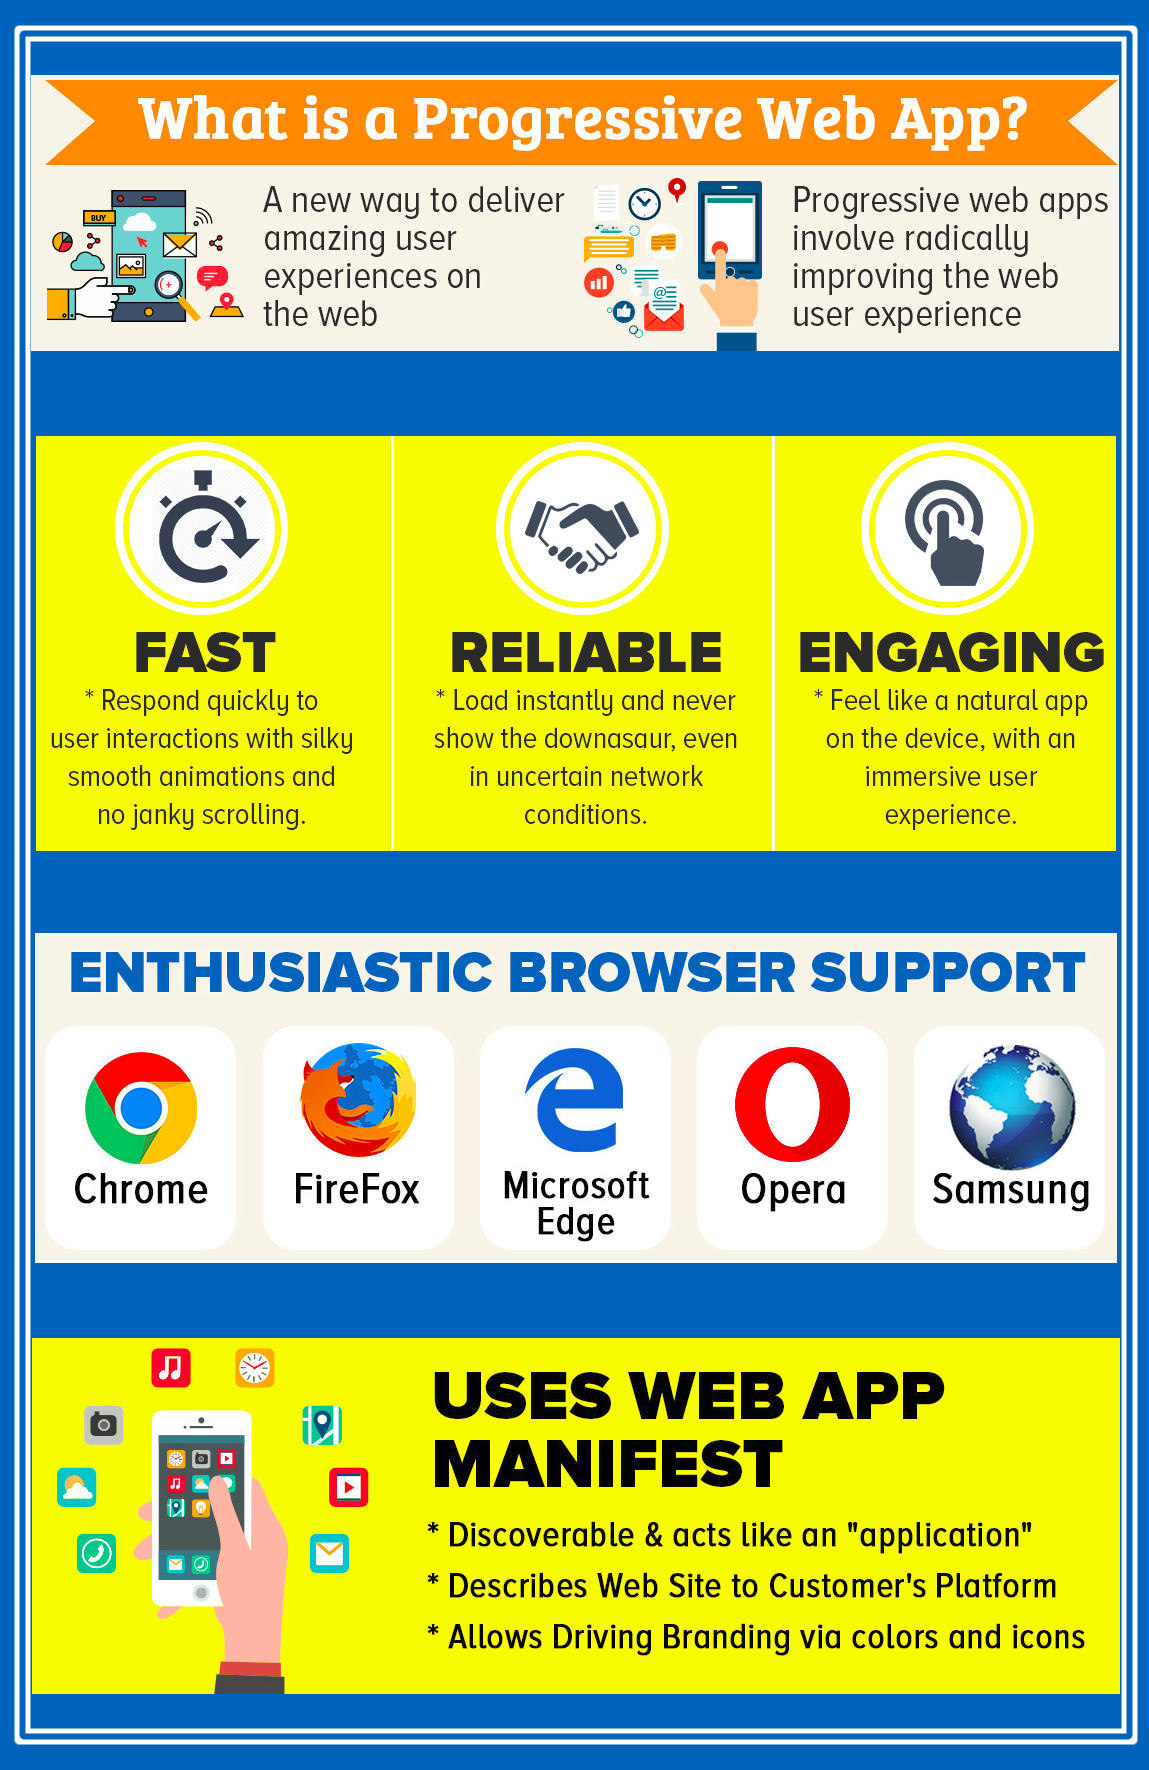 What is a Progressive Web App?
BUY
A new way to deliver
amazing user
experiences on
the web
Progressive web apps
involve radically
improving the web
user experience
FAST
* Respond quickly to
user interactions with silky
smooth animations and
no janky scrolling.
RELIABLE
* Load instantly and never
show the downasaur, even
in uncertain network
conditions.
ENGAGING
* Feel like a natural app
on the device, with an
immersive user
experience.
ENTHUSIASTIC BROWSER SUPPORT
Chrome
FireFox
Microsoft
Edge
Opera
Samsung
USES WEB APP
MANIFEST
* Discoverable & acts like an "application"
* Describes Web Site to Customer's Platform
* Allows Driving Branding via colors and icons